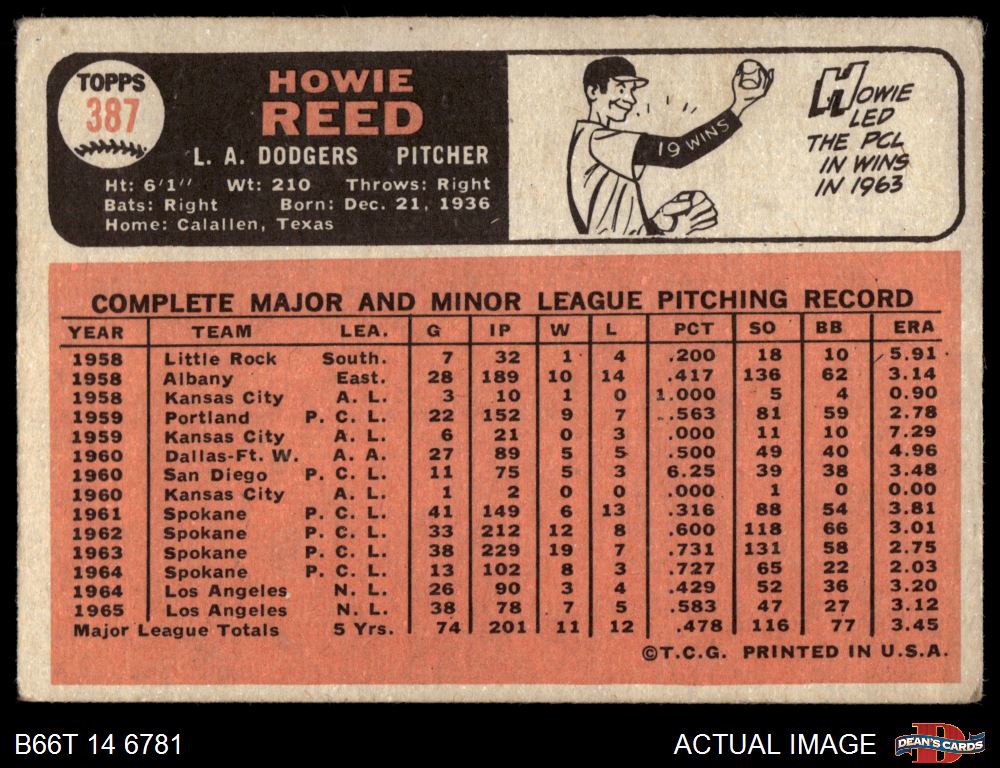 TOPPS
387
HOWIE
REED
L. A. DODGERS PITCHER
Ht: 6'1" Wt: 210 Throws: Right
Bats: Right Born: Dec. 21, 1936
Home: Calallen, Texas
19 WINS
HOWIE
LED
THE PCL
IN WINS
IN 1963
COMPLETE MAJOR AND MINOR LEAGUE PITCHING RECORD
YEAR TEAM LEA. G IP W L PCT SO BB ERA
1958 Little Rock South. 7 32 1 4 .200 18 10 5.91
1958 Albany East. 28 189 10 14 .417 136 62 3.14
1958 Kansas City A. L. 3 10 1 0 1.000 5 4 0.90
1959 Portland P. C. L. 22 152 9 7 .563 81 59 2.78
1959 Kansas City A. L. 6 21 0 3 .000 11 10 7.29
1960 Dallas-Ft. W. A. A. 27 89 5 5 .500 49 40 4.96
1960 San Diego P. C. L. 11 75 5 3 6.25 39 38 3.48
1960 Kansas City A. L. 1 2 0 0 .000 1 0 0.00
1961 Spokane P. C. L. 41 149 6 13 .316 88 54 3.81
1962 Spokane P. C. L. 33 212 12 8 .600 118 66 3.01
1963 Spokane P. C. L. 38 229 19 7 .731 131 58 2.75
1964 Spokane P. C. L. 13 102 8 3 .727 65 22 2.03
1964 Los Angeles N. L. 26 90 3 4 .429 52 36 3.20
1965 Los Angeles N. L. 38 78 7 5 .583 47 27 3.12
Major League Totals 5 Yrs. 74 201 11 12 .478 116 77 3.45
©T.C.G. PRINTED IN U.S.A.
B66T 14 6781
ACTUAL IMAGE
DEAN'S CARDS